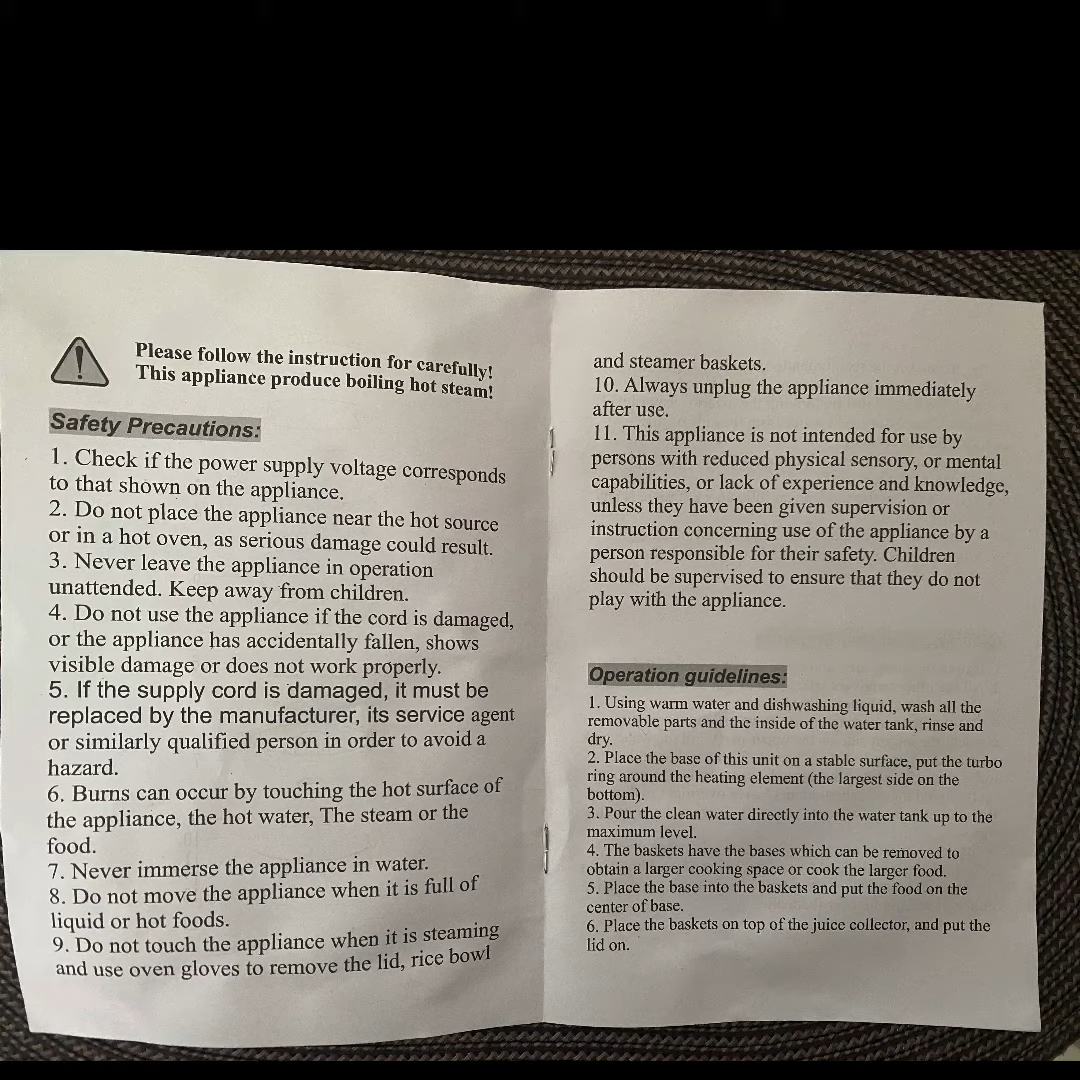 Please follow the instruction for carefully!
This appliance produce boiling hot steam!
Safety Precautions:
1. Check if the power supply voltage corresponds
to that shown on the appliance.
2. Do not place the appliance near the hot source
or in a hot oven, as serious damage could result.
3. Never leave the appliance in operation
unattended. Keep away from children.
4. Do not use the appliance if the cord is damaged,
or the appliance has accidentally fallen, shows
visible damage or does not work properly.
5. If the supply cord is damaged, it must be
replaced by the manufacturer, its service agent
or similarly qualified person in order to avoid a
hazard.
6. Burns can occur by touching the hot surface of
the appliance, the hot water, The steam or the
food.
7. Never immerse the appliance in water.
8. Do not move the appliance when it is full of
liquid or hot foods.
9. Do not touch the appliance when it is steaming
and use oven gloves to remove the lid, rice bowl
and steamer baskets.
10. Always unplug the appliance immediately
after use.
11. This appliance is not intended for use by
persons with reduced physical sensory, or mental
capabilities, or lack of experience and knowledge,
unless they have been given supervision or
instruction concerning use of the appliance by a
person responsible for their safety. Children
should be supervised to ensure that they do not
play with the appliance.
Operation guidelines:
1. Using warm water and dishwashing liquid, wash all the
removable parts and the inside of the water tank, rinse and
dry.
2. Place the base of this unit on a stable surface, put the turbo
ring around the heating element (the largest side on the
bottom).
3. Pour the clean water directly into the water tank up to the
maximum level.
4. The baskets have the bases which can be removed to
obtain a larger cooking space or cook the larger food.
5. Place the base into the baskets and put the food on the
center of base.
6. Place the baskets on top of the juice collector, and put the
lid on.